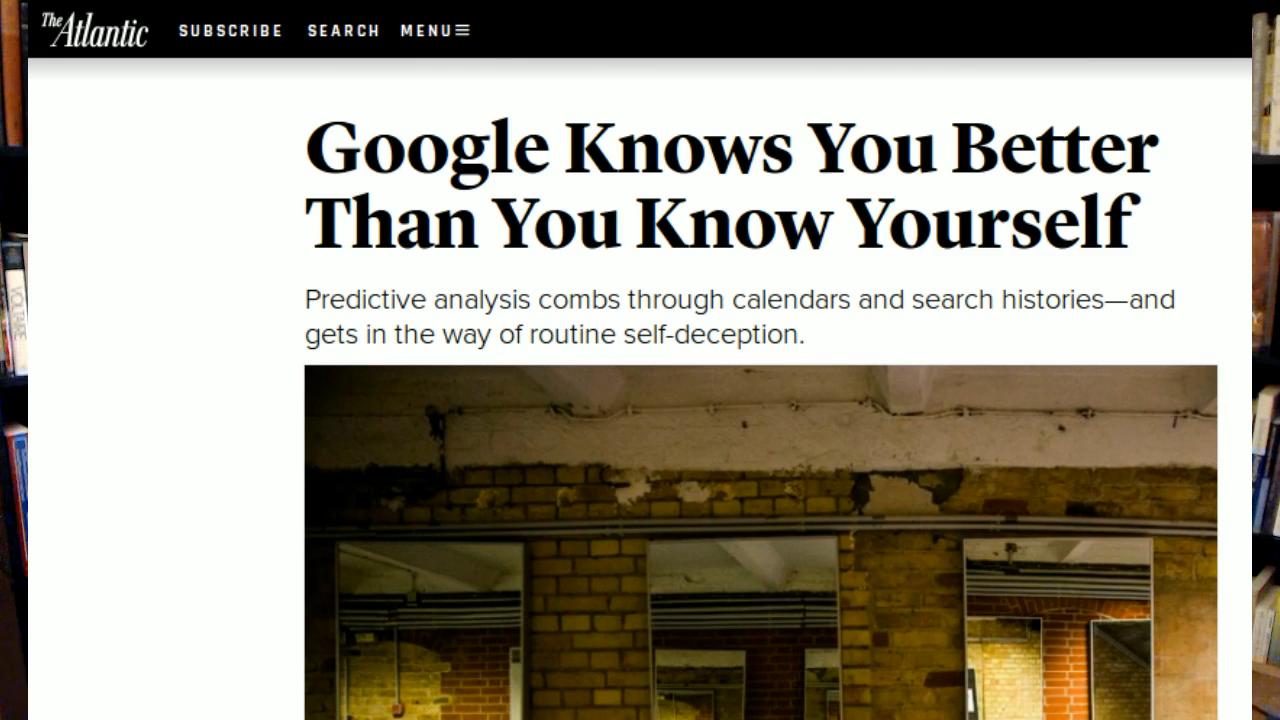 The Atlantic SUBSCRIBE SEARCH MENU
Google Knows You Better
Than You Know Yourself
Predictive analysis combs through calendars and search histories—and
gets in the way of routine self-deception.
VOLTAIRE